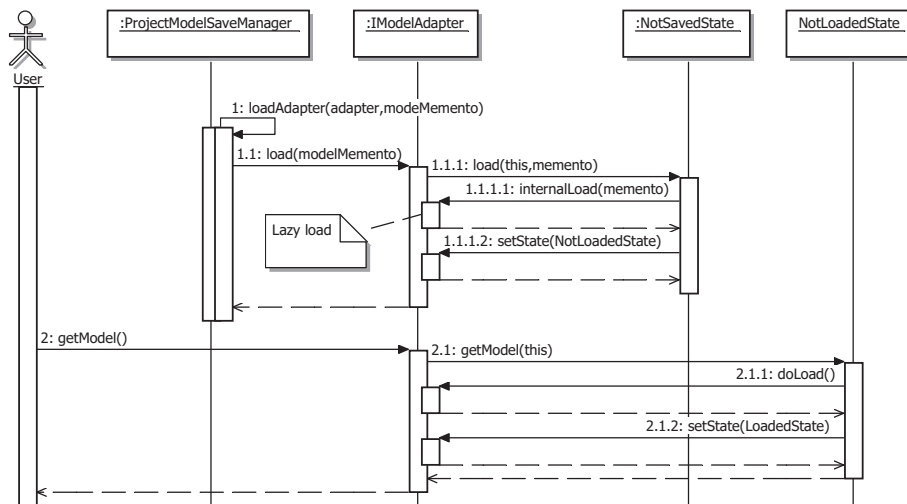 :ProjectModelSaveManager
:IModelAdapter
:NotSavedState
NotLoadedState
User
1: loadAdapter(adapter,modeMemento)
1.1: load(modelMemento)
1.1.1: load(this,memento)
1.1.1.1: internalLoad(memento)
Lazy load
1.1.1.2: setState(NotLoadedState)
2: getModel()
2.1: getModel(this)
2.1.1: doLoad()
2.1.2: setState(LoadedState)